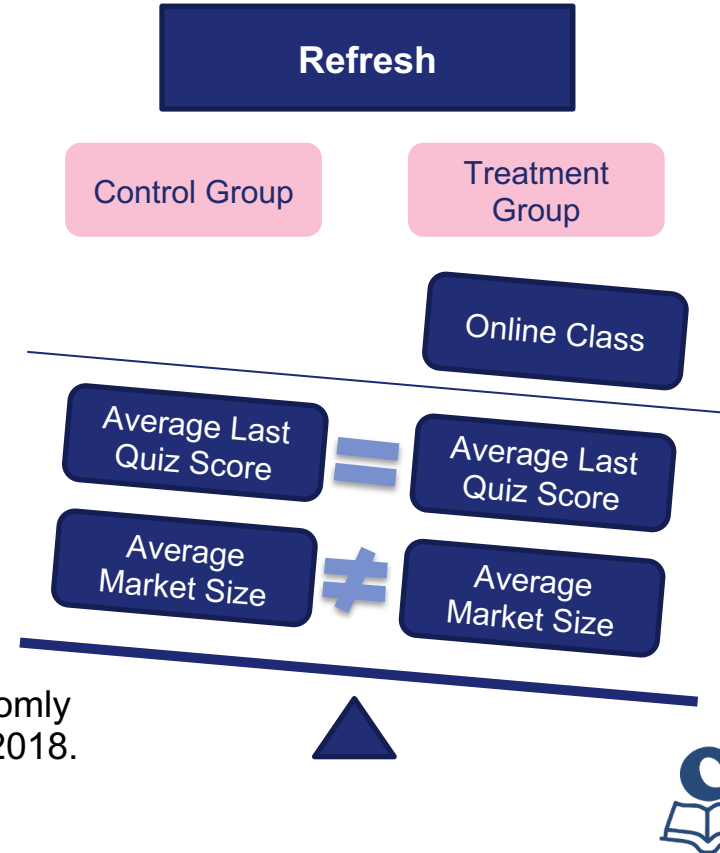 Refresh
Control Group
Treatment
Group
Online Class
Average Last
Quiz Score
=
Average Last
Quiz Score
Average
Market Size
≠
Average
Market Size
omly
2018.